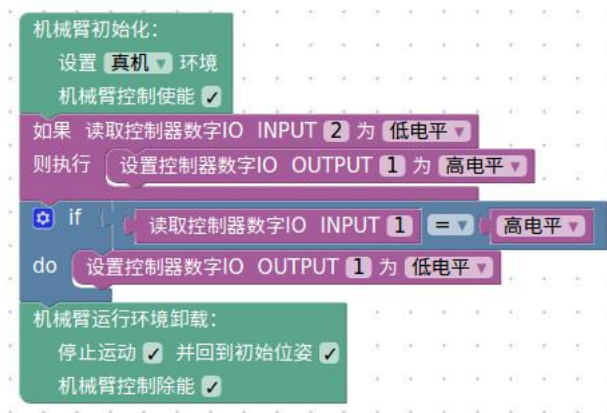 机械臂初始化:
设置 真机 环境
机械臂控制使能
如果 读取控制器数字IO INPUT 2 为 低电平
则执行 设置控制器数字IO OUTPUT 1 为 高电平
if 读取控制器数字IO INPUT 1 = 高电平
do 设置控制器数字IO OUTPUT 1 为 低电平
机械臂运行环境卸载:
停止运动 并回到初始位姿
机械臂控制除能